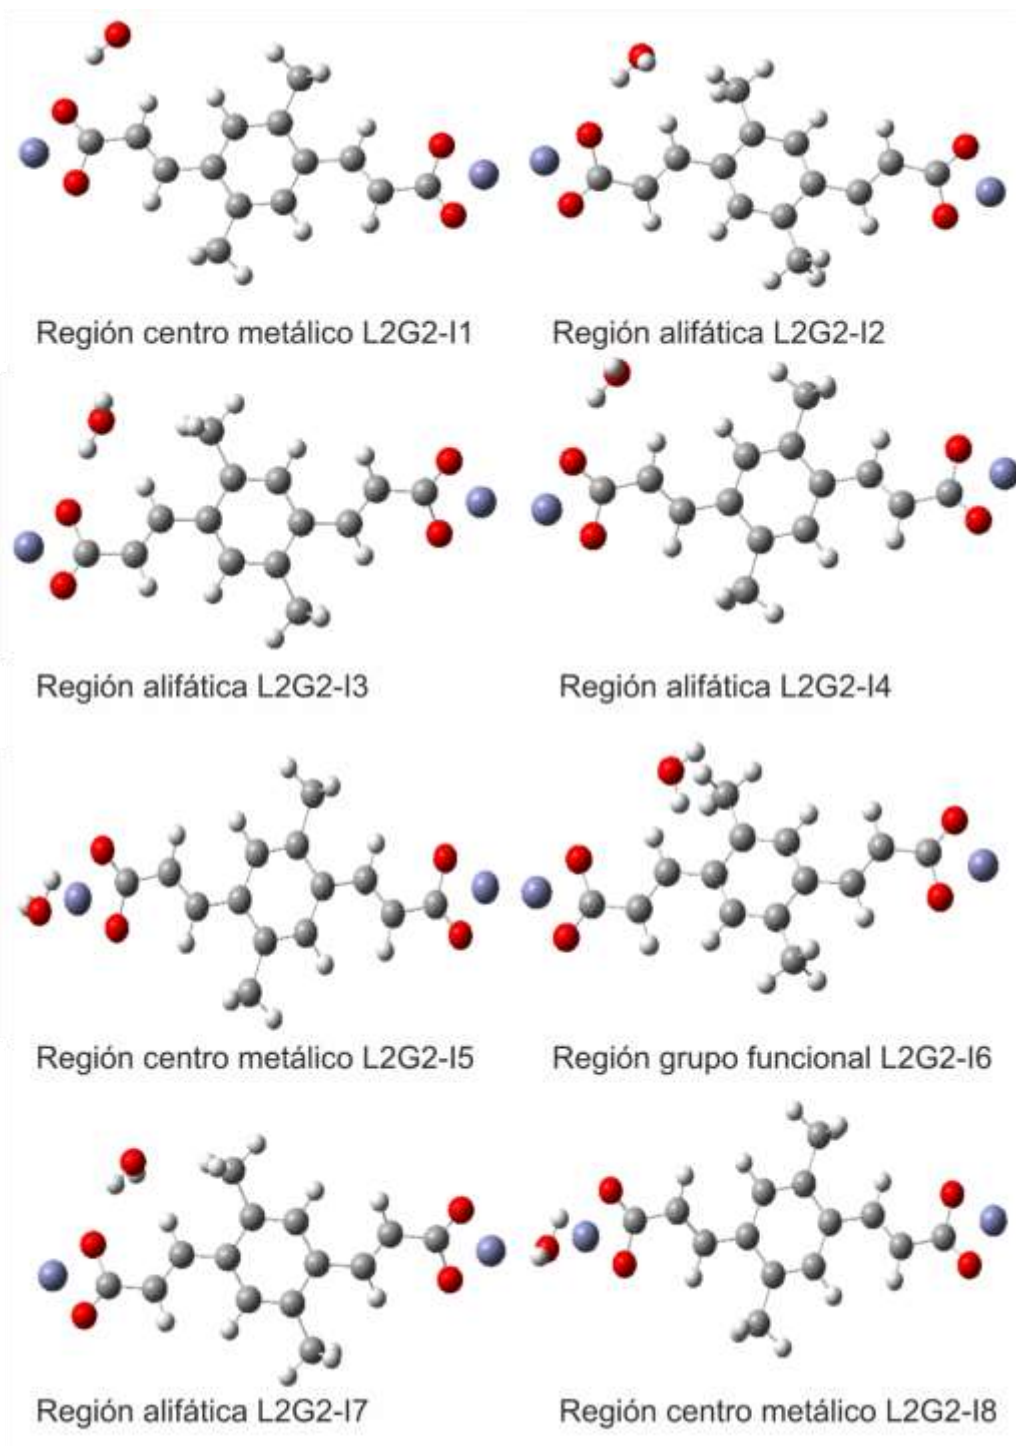 Región centro metálico L2G2-I1
Región alifática L2G2-I2
Región alifática L2G2-I3
Región alifática L2G2-I4
Región centro metálico L2G2-I5
Región grupo funcional L2G2-I6
Región alifática L2G2-I7
Región centro metálico L2G2-I8